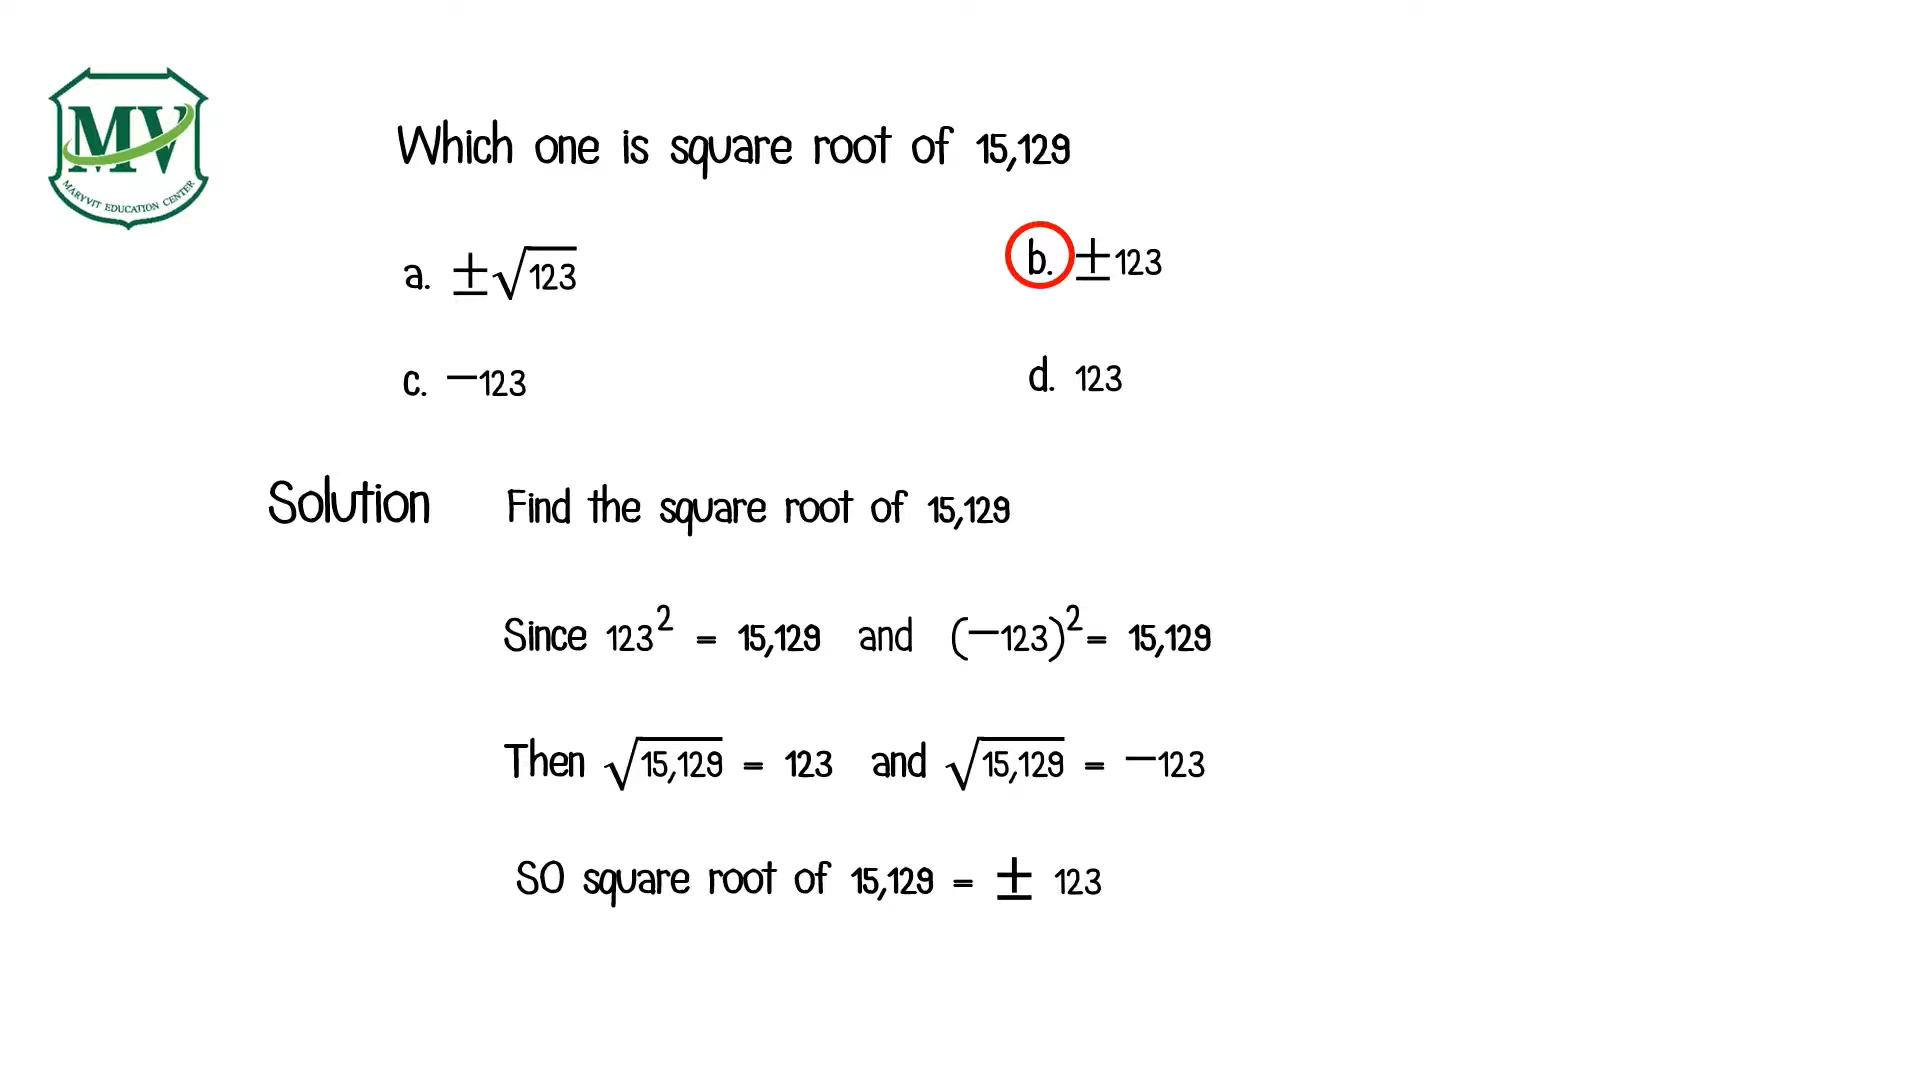 MV
MARYVIT EDUCATION CENTER
Which one is square root of 15,129
a. ±√123
b. ±123
c. −123
d. 123
Solution Find the square root of 15,129
Since 123² = 15,129 and (−123)² = 15,129
Then √15,129 = 123 and √15,129 = −123
SO square root of 15,129 = ± 123